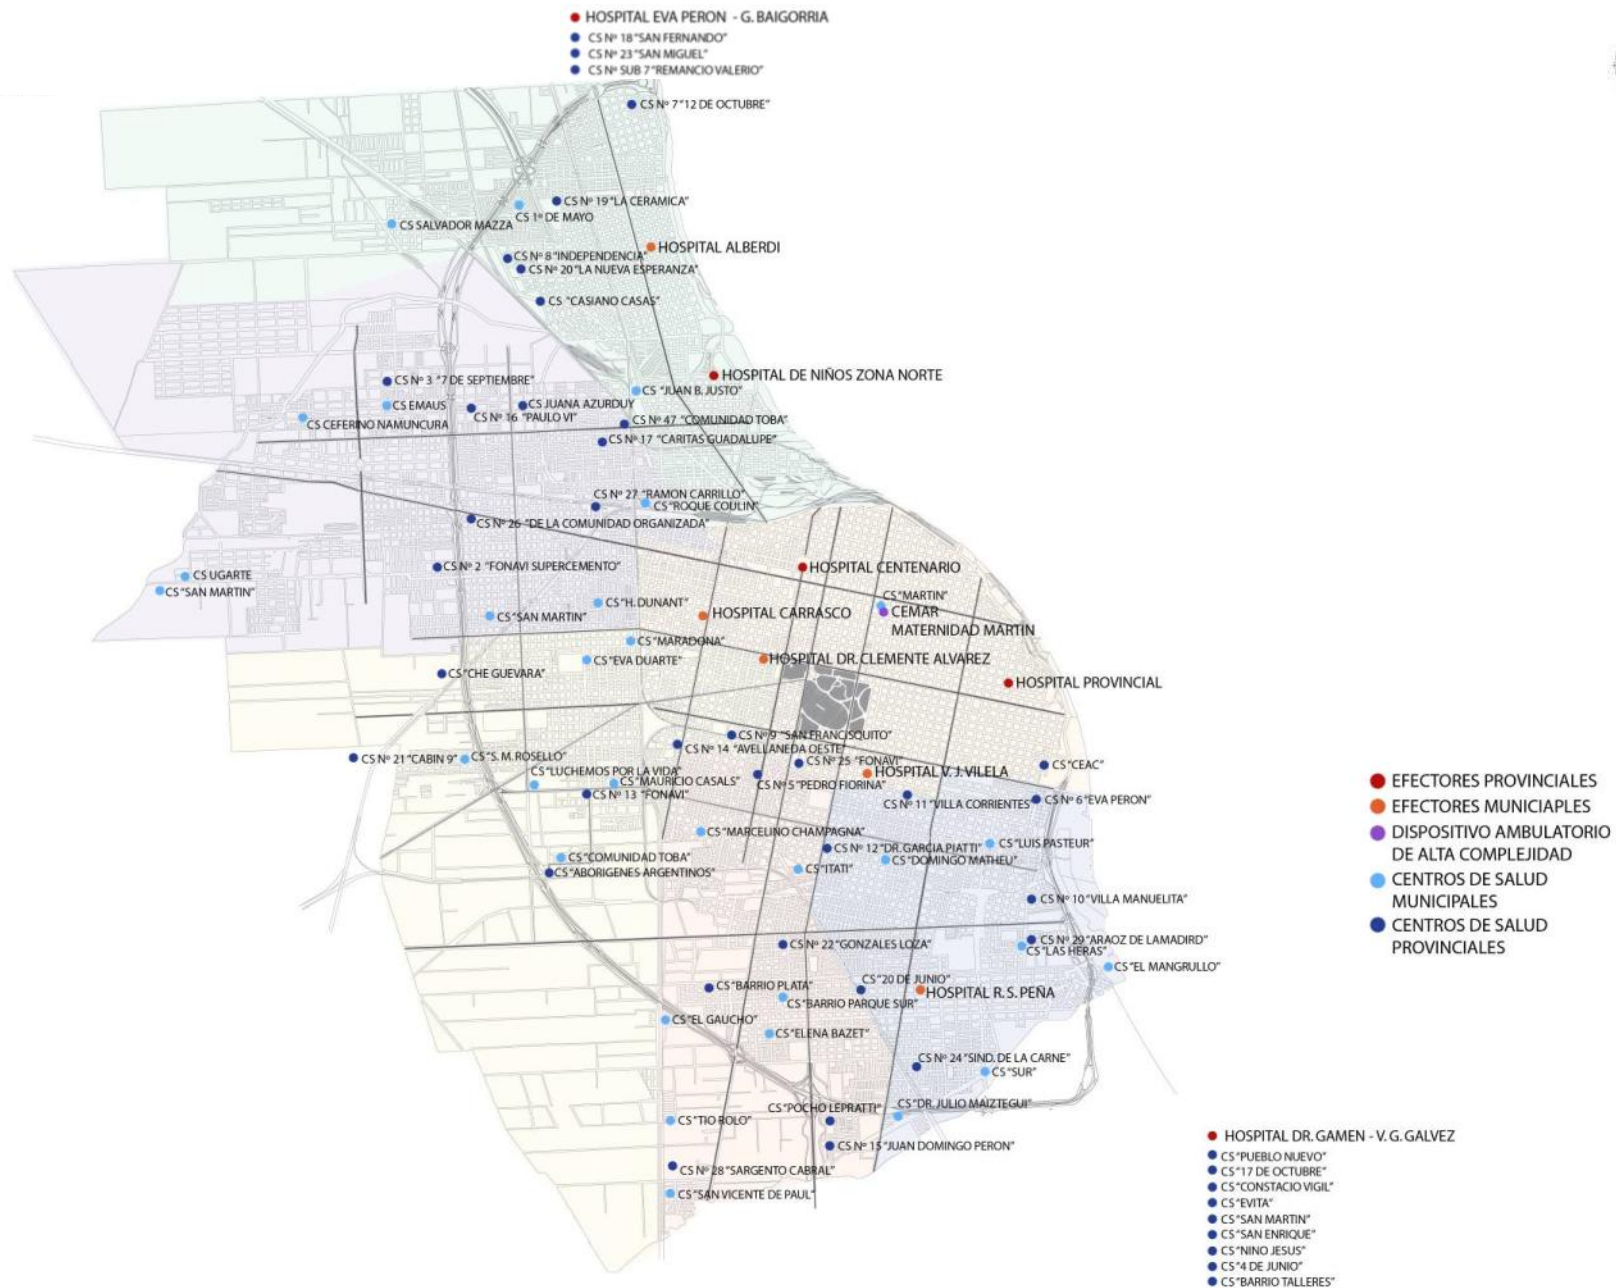 HOSPITAL EVA PERON - G. BAIGORRIA
CS Nº 18 "SAN FERNANDO"
CS Nº 23 "SAN MIGUEL"
CS Nº SUB 7 "REMANCIO VALERIO"
CS Nº 7 "12 DE OCTUBRE"
CS Nº 19 "LA CERAMICA"
CS 1º DE MAYO
CS SALVADOR MAZZA
HOSPITAL ALBERDI
CS Nº 8 "INDEPENDENCIA"
CS Nº 20 "LA NUEVA ESPERANZA"
CS "CASIANO CASAS"
HOSPITAL DE NIÑOS ZONA NORTE
CS Nº 3 "7 DE SEPTIEMBRE"
CS "JUAN B. JUSTO"
CS EMAUS
CS JUANA AZURDUY
CS Nº 16 "PAULO VI"
CS CEFERINO NAMUNCURA
CS Nº 47 "COMUNIDAD TOBA"
CS Nº 17 "CARITAS GUADALUPE"
CS Nº 27 "RAMON CARRILLO"
CS "ROQUE COULIN"
CS Nº 26 "DE LA COMUNIDAD ORGANIZADA"
CS Nº 2 "FONAVI SUPERCEMENTO"
HOSPITAL CENTENARIO
CS UGARTE
CS "SAN MARTIN"
CS "MARTIN"
CS "H. DUNANT"
CS "SAN MARTIN"
HOSPITAL CARRASCO
CEMAR
MATERNIDAD MARTIN
CS "MARADONA"
CS "EVA DUARTE"
HOSPITAL DR. CLEMENTE ALVAREZ
CS "CHE GUEVARA"
HOSPITAL PROVINCIAL
CS Nº 9 "SAN FRANCISQUITO"
CS Nº 14 "AVELLANEDA OESTE"
CS Nº 21 "CABIN 9"
CS "S. M. ROSELLO"
CS Nº 25 "FONAVI"
CS "CEAC"
CS "LUCHEMOS POR LA VIDA"
CS "MAURICIO CASALS"
CS Nº 5 "PEDRO FIORINA"
HOSPITAL V. J. VILELA
CS Nº 13 "FONAVI"
CS Nº 11 "VILLA CORRIENTES
CS Nº 6 "EVA PERON"
CS "MARCELINO CHAMPAGNA"
CS "LUIS PASTEUR"
CS Nº 12 "DR. GARCIA PIATTI"
CS "DOMINGO MATHEU"
CS "COMUNIDAD TOBA"
CS "ABORIGENES ARGENTINOS"
CS "ITATI"
CS Nº 10 "VILLA MANUELITA"
CS Nº 22 "GONZALES LOZA"
CS Nº 29 "ARAOZ DE LAMADIRD"
CS "LAS HERAS"
CS "EL MANGRULLO"
CS "20 DE JUNIO"
CS "BARRIO PLATA"
HOSPITAL R. S. PEÑA
CS "BARRIO PARQUE SUR"
CS "EL GAUCHO"
CS "ELENA BAZET"
CS Nº 24 "SIND. DE LA CARNE"
CS "SUR"
CS "POCHO LEPRATTI"
CS "DR. JULIO MAIZTEGUI"
CS "TIO ROLO"
CS Nº 15 "JUAN DOMINGO PERON"
CS Nº 28 "SARGENTO CABRAL"
CS "SAN VICENTE DE PAUL"
EFECTORES PROVINCIALES
EFECTORES MUNICIAPLES
DISPOSITIVO AMBULATORIO
DE ALTA COMPLEJIDAD
CENTROS DE SALUD
MUNICIPALES
CENTROS DE SALUD
PROVINCIALES
HOSPITAL DR. GAMEN - V. G. GALVEZ
CS "PUEBLO NUEVO"
CS "17 DE OCTUBRE"
CS "CONSTACIO VIGIL"
CS "EVITA"
CS "SAN MARTIN"
CS "SAN ENRIQUE"
CS "NINO JESUS"
CS "4 DE JUNIO"
CS "BARRIO TALLERES"